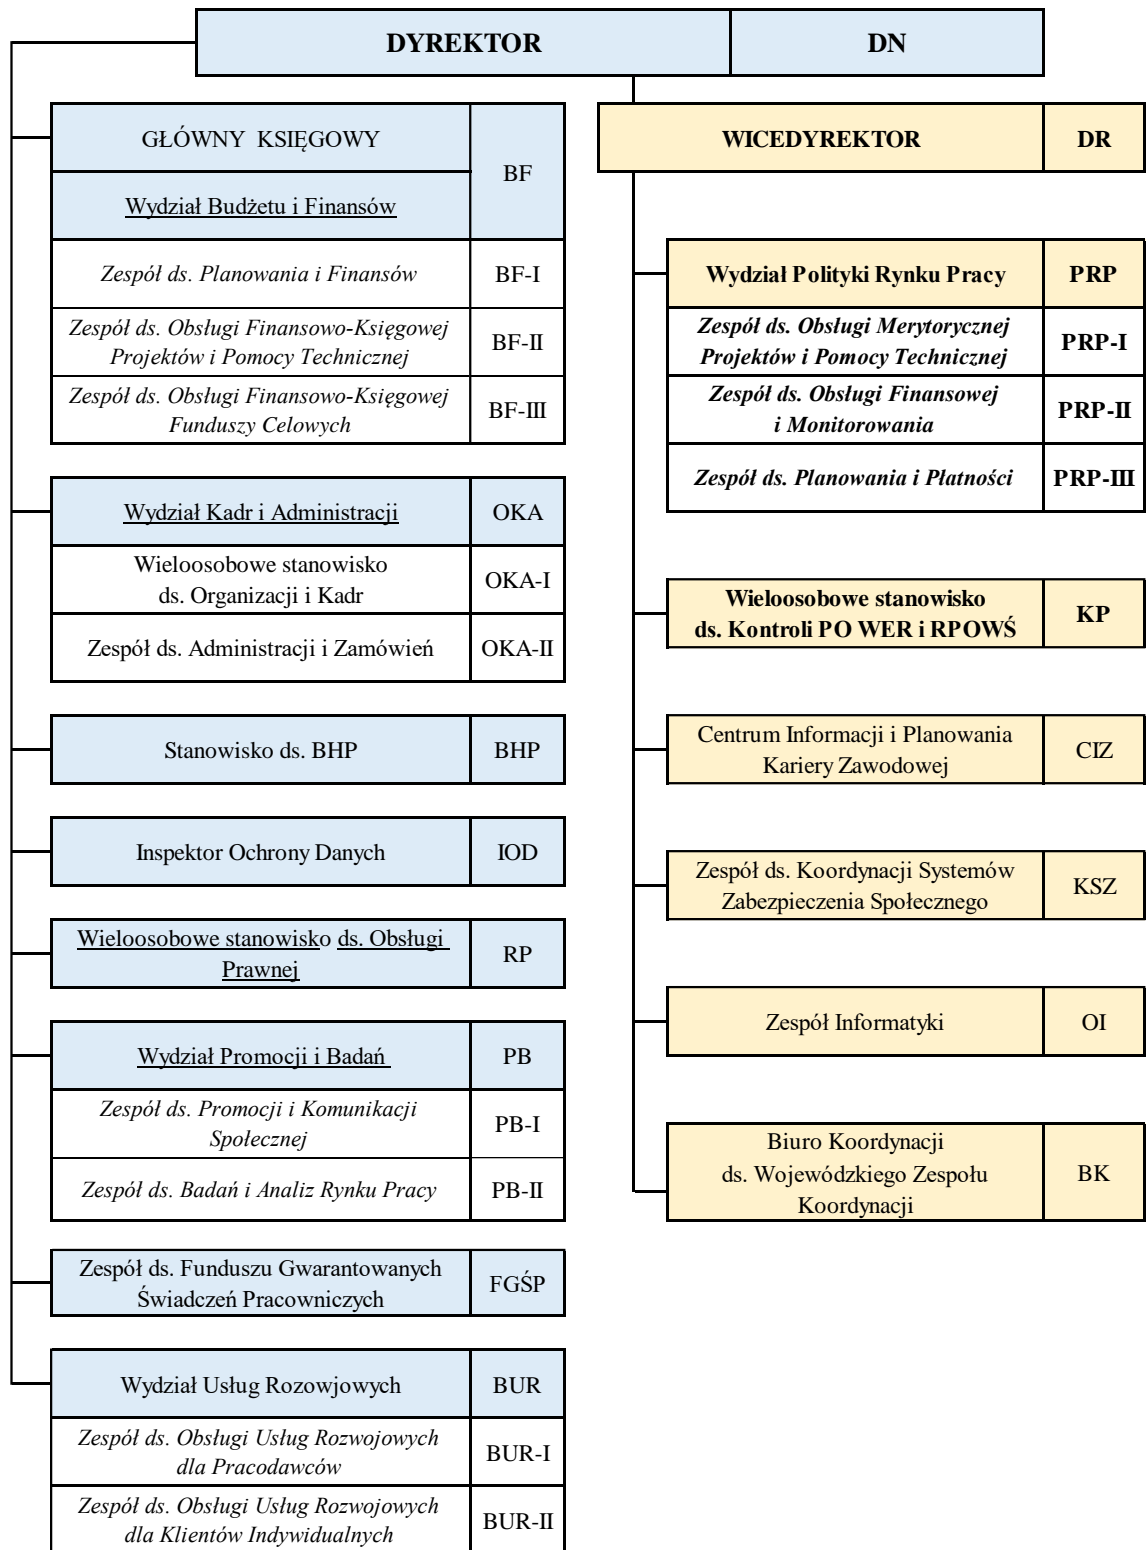 DYREKTOR DN
GŁÓWNY KSIĘGOWY
BF
Wydział Budżetu i Finansów
Zespół ds. Planowania i Finansów BF-I
Zespół ds. Obsługi Finansowo-Księgowej
Projektów i Pomocy Technicznej
BF-II
Zespół ds. Obsługi Finansowo-Księgowej
Funduszy Celowych
BF-III
Wydział Kadr i Administracji OKA
Wieloosobowe stanowisko
ds. Organizacji i Kadr
OKA-I
Zespół ds. Administracji i Zamówień OKA-II
Stanowisko ds. BHP BHP
Inspektor Ochrony Danych IOD
Wieloosobowe stanowisko ds. Obsługi
Prawnej
RP
Wydział Promocji i Badań PB
Zespół ds. Promocji i Komunikacji
Społecznej
PB-I
Zespół ds. Badań i Analiz Rynku Pracy PB-II
Zespół ds. Funduszu Gwarantowanych
Świadczeń Pracowniczych
FGŚP
Wydział Usług Rozowjowych BUR
Zespół ds. Obsługi Usług Rozwojowych
dla Pracodawców
BUR-I
Zespół ds. Obsługi Usług Rozwojowych
dla Klientów Indywidualnych
BUR-II
WICEDYREKTOR DR
Wydział Polityki Rynku Pracy PRP
Zespół ds. Obsługi Merytorycznej
Projektów i Pomocy Technicznej
PRP-I
Zespół ds. Obsługi Finansowej
i Monitorowania
PRP-II
Zespół ds. Planowania i Płatności PRP-III
Wieloosobowe stanowisko
ds. Kontroli PO WER i RPOWŚ
KP
Centrum Informacji i Planowania
Kariery Zawodowej
CIZ
Zespół ds. Koordynacji Systemów
Zabezpieczenia Społecznego
KSZ
Zespół Informatyki OI
Biuro Koordynacji
ds. Wojewódzkiego Zespołu
Koordynacji
BK